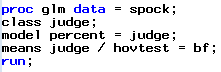 proc glm data = spock;
class judge;
model percent = judge;
means judge / hovtest = bf;
run;